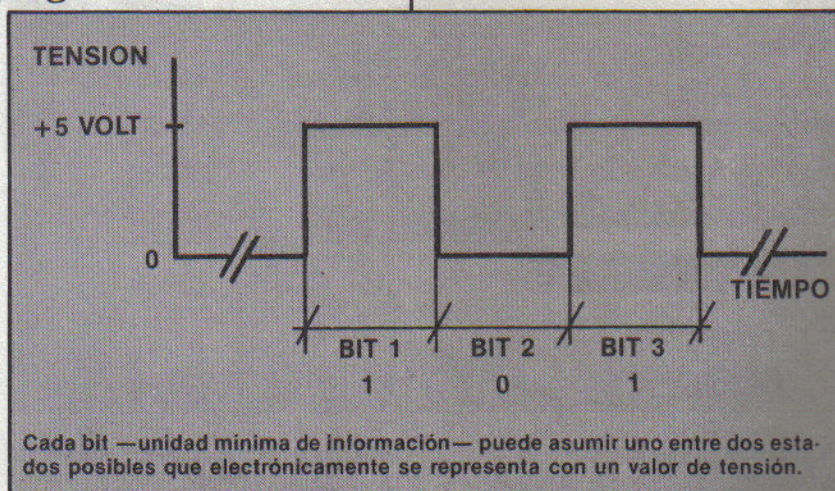 TENSION
+5 VOLT
0
TIEMPO
BIT 1 BIT 2 BIT 3
1 0 1
Cada bit —unidad mínima de información— puede asumir uno entre dos esta-
dos posibles que electrónicamente se representa con un valor de tensión.